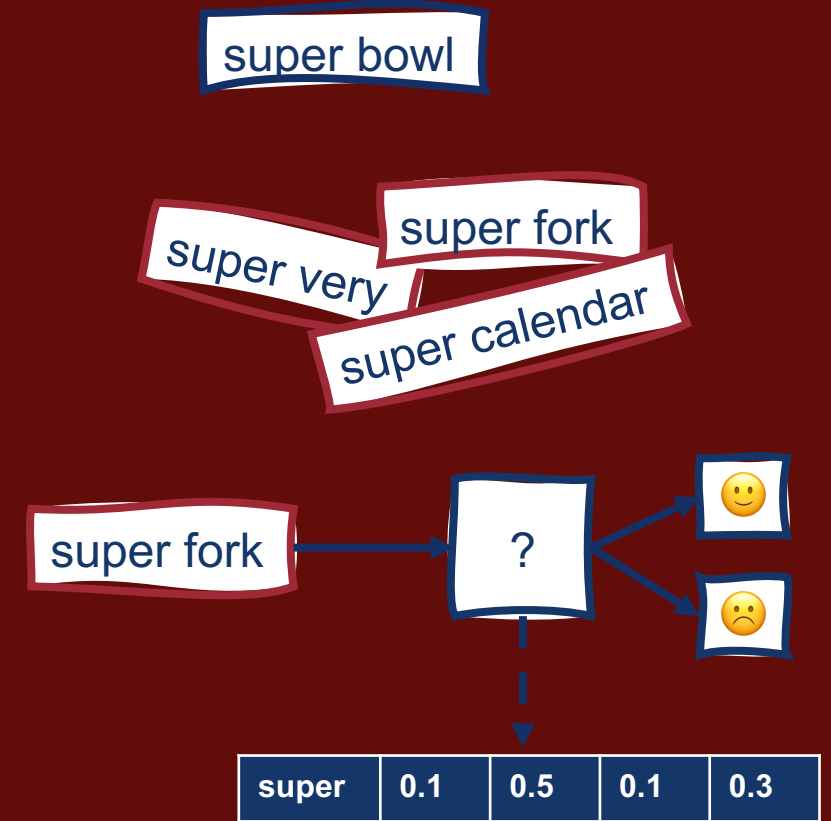 super bowl
super fork
super very
super calendar
super fork
?
super 0.1 0.5 0.1 0.3